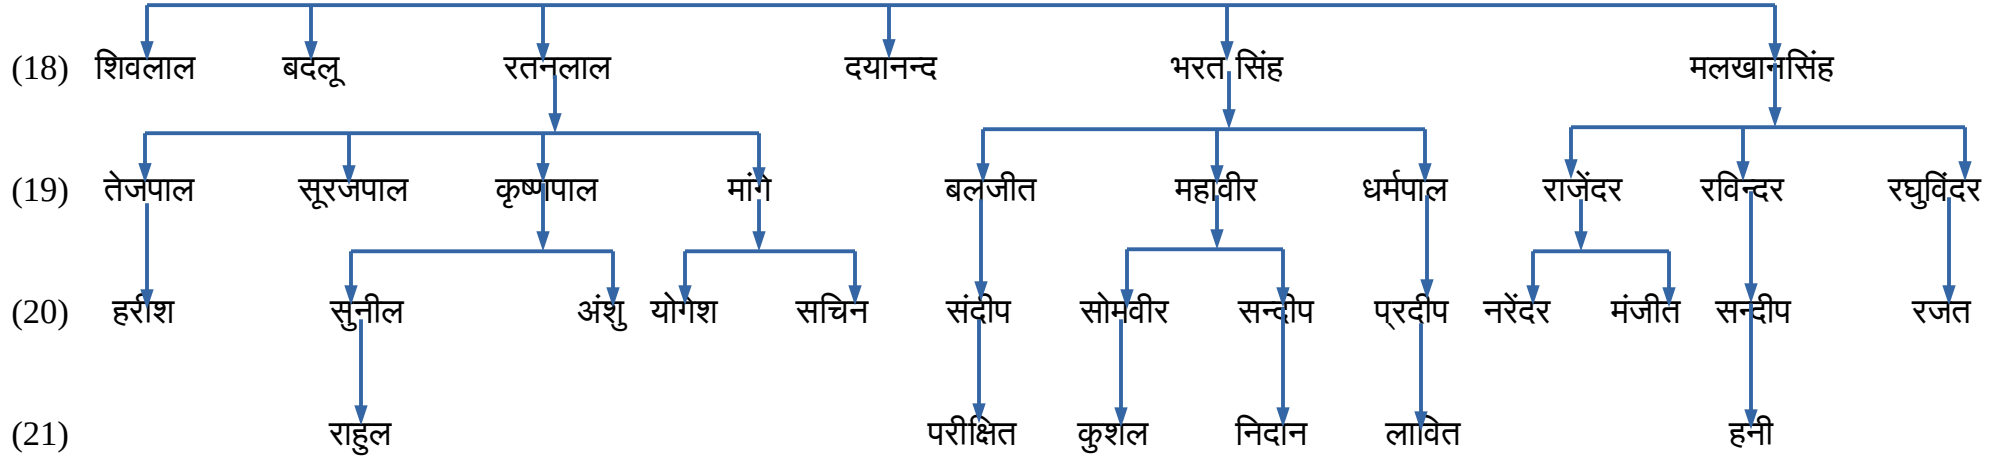 (18) शिवलाल बदलू रतनलाल दयानन्द भरत सिंह मलखानसिंह
(19) तेजपाल सूरजपाल कृष्णपाल मांगे बलजीत महावीर धर्मपाल राजेंदर रविन्दर रघुविंदर
(20) हरीश सुनील अंशु योगेश सचिन संदीप सोमवीर सन्दीप प्रदीप नरेंदर मंजीत सन्दीप रजत
(21) राहुल परीक्षित कुशल निदान लावित हनी